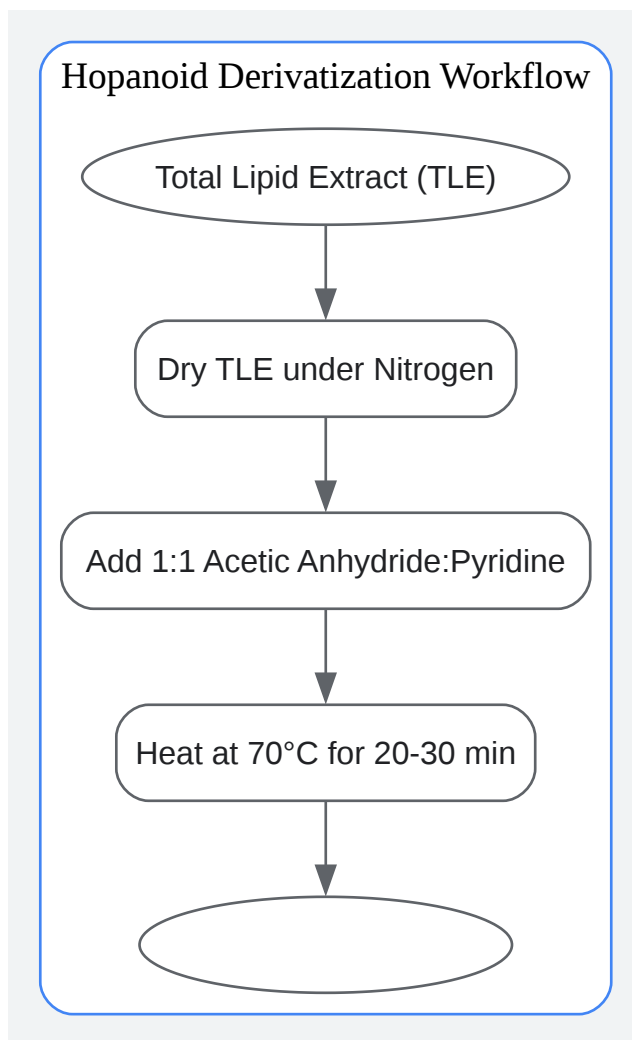 Hopanoid Derivatization Workflow
Total Lipid Extract (TLE)
Dry TLE under Nitrogen
Add 1:1 Acetic Anhydride:Pyridine
Heat at 70°C for 20-30 min